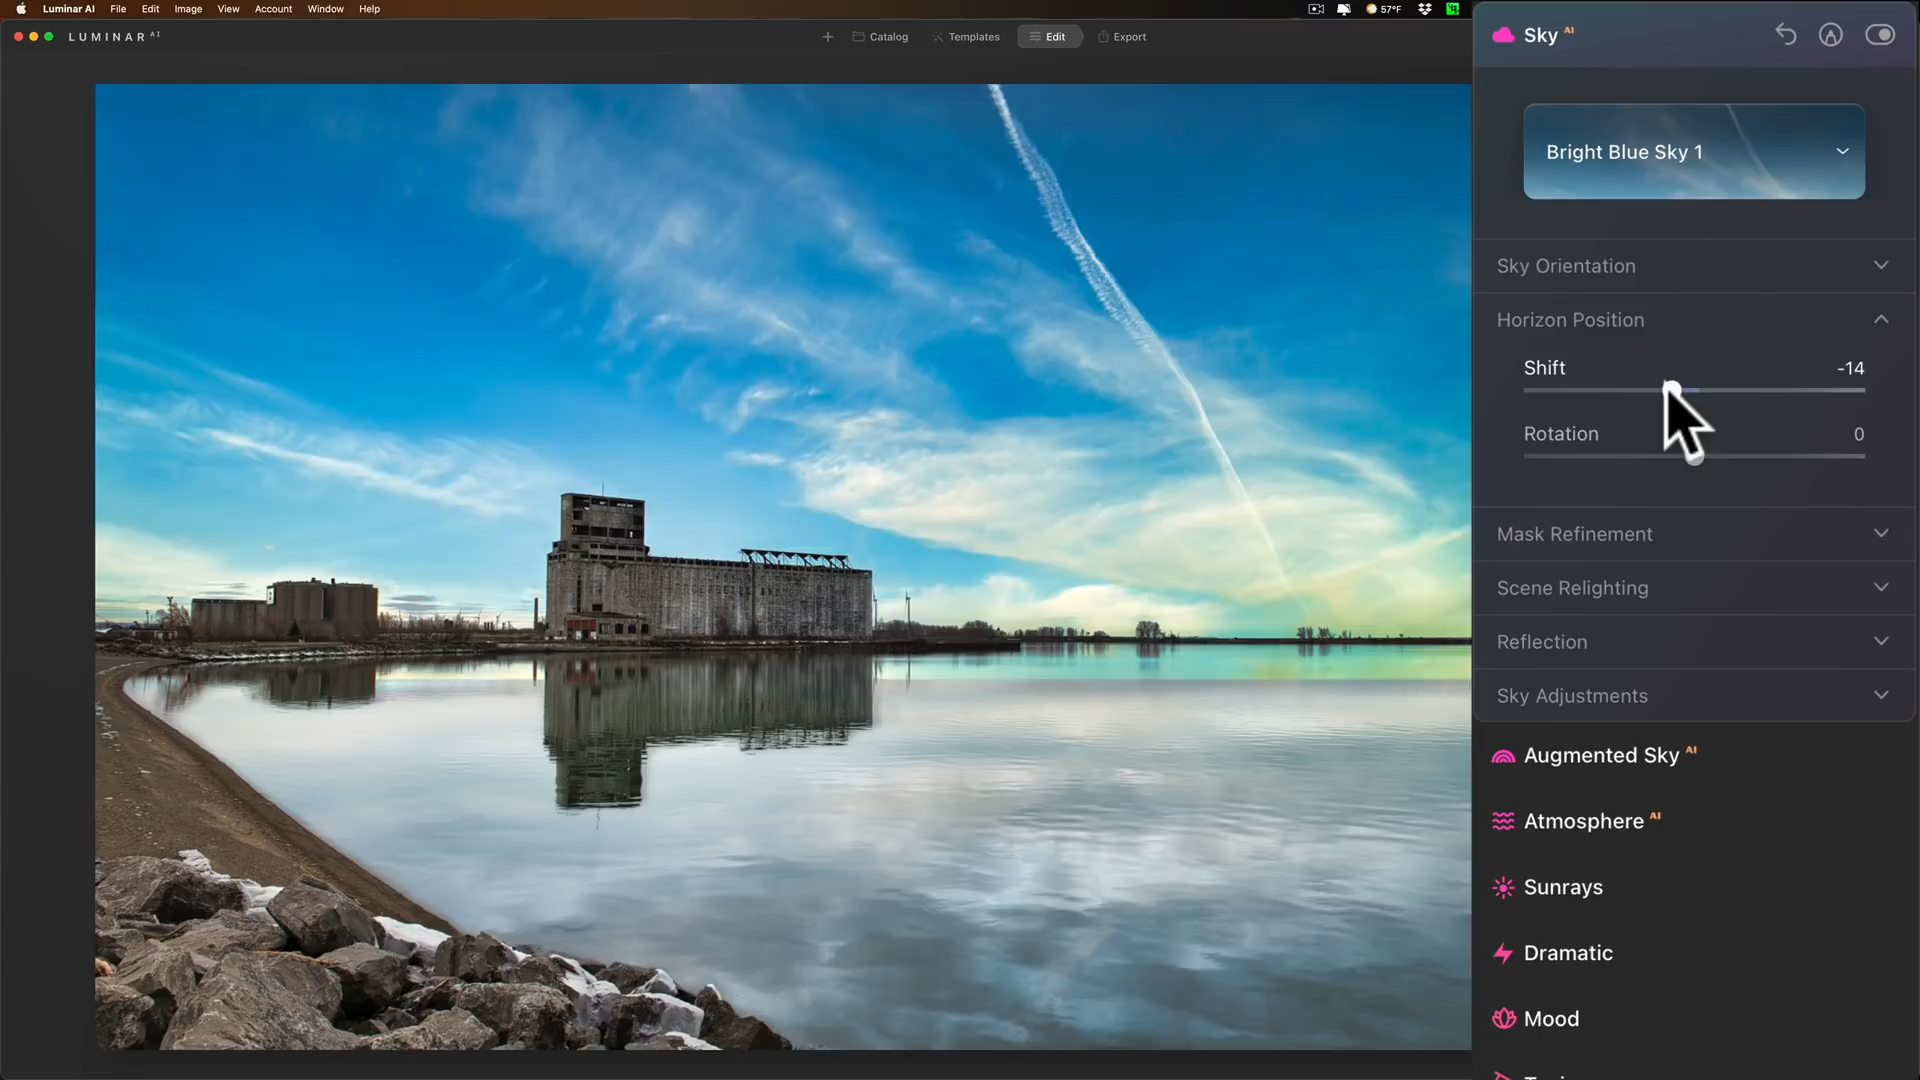 Luminar AI File Edit Image View Account Window Help 57°F
LUMINAR AI
Catalog Templates Edit Export
Sky AI
Bright Blue Sky 1
Sky Orientation
Horizon Position
Shift -14
Rotation 0
Mask Refinement
Scene Relighting
Reflection
Sky Adjustments
Augmented Sky AI
Atmosphere AI
Sunrays
Dramatic
Mood